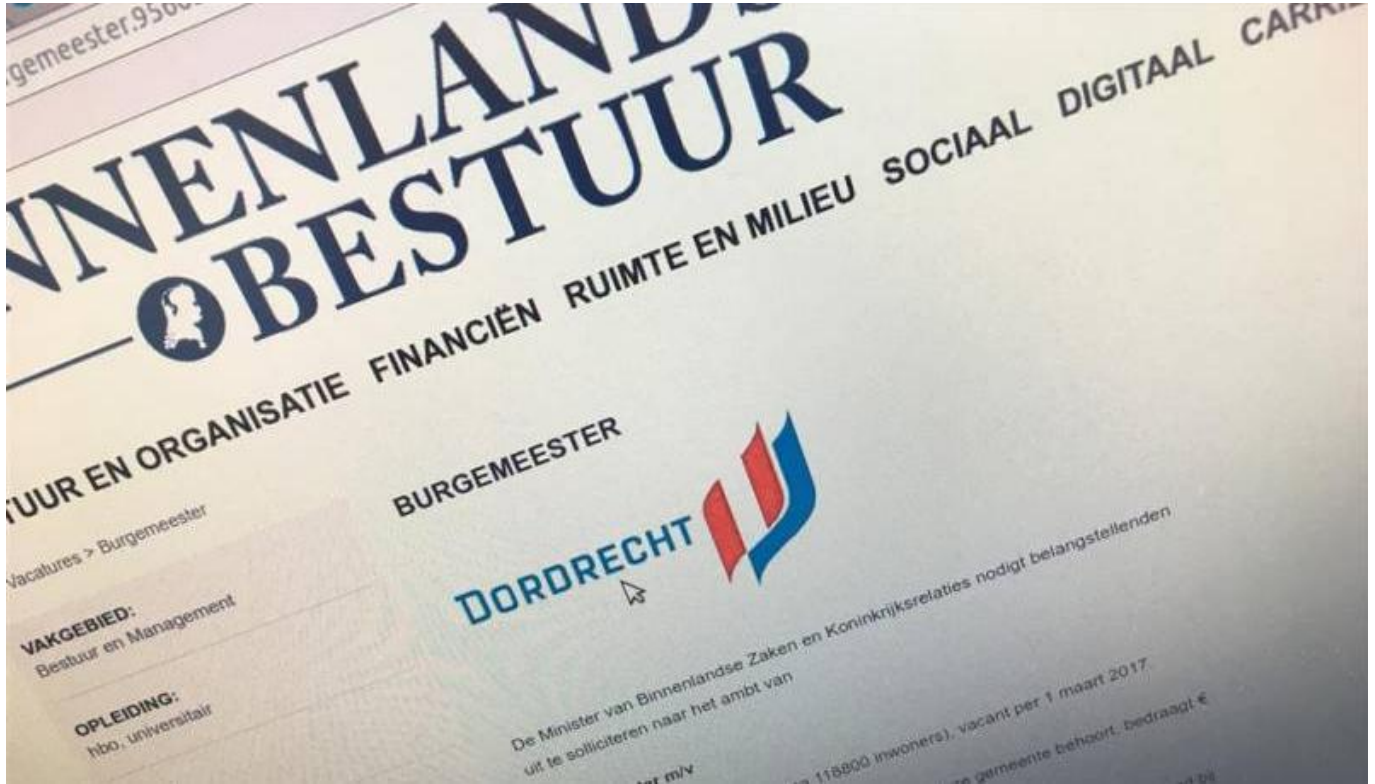 gemeester.9560
NNENLANDS
BESTUUR
TUUR EN ORGANISATIE FINANCIËN RUIMTE EN MILIEU SOCIAAL DIGITAAL CARRI
Vacatures > Burgemeester
BURGEMEESTER
DORDRECHT
VAKGEBIED:
Bestuur en Management
OPLEIDING:
hbo, universitair
De Minister van Binnenlandse Zaken en Koninkrijksrelaties nodigt belangstellenden
uit te solliciteren naar het ambt van
m/v
118800 inwoners), vacant per 1 maart 2017.
gemeente behoort, bedraagt €